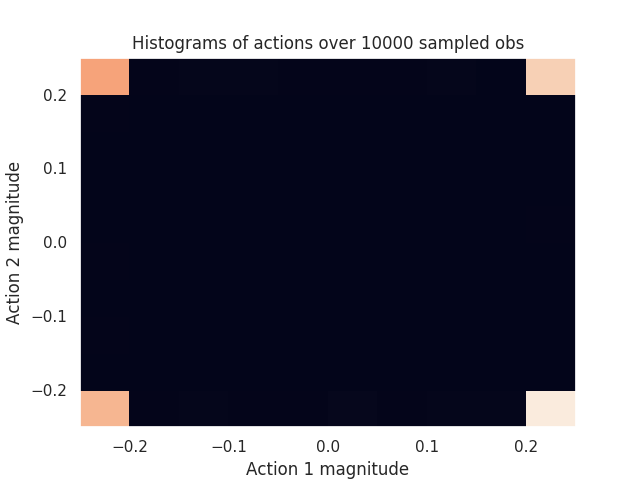 Histograms of actions over 10000 sampled obs
Action 2 magnitude
0.2
0.1
0.0
−0.1
−0.2
−0.2 −0.1 0.0 0.1 0.2
Action 1 magnitude